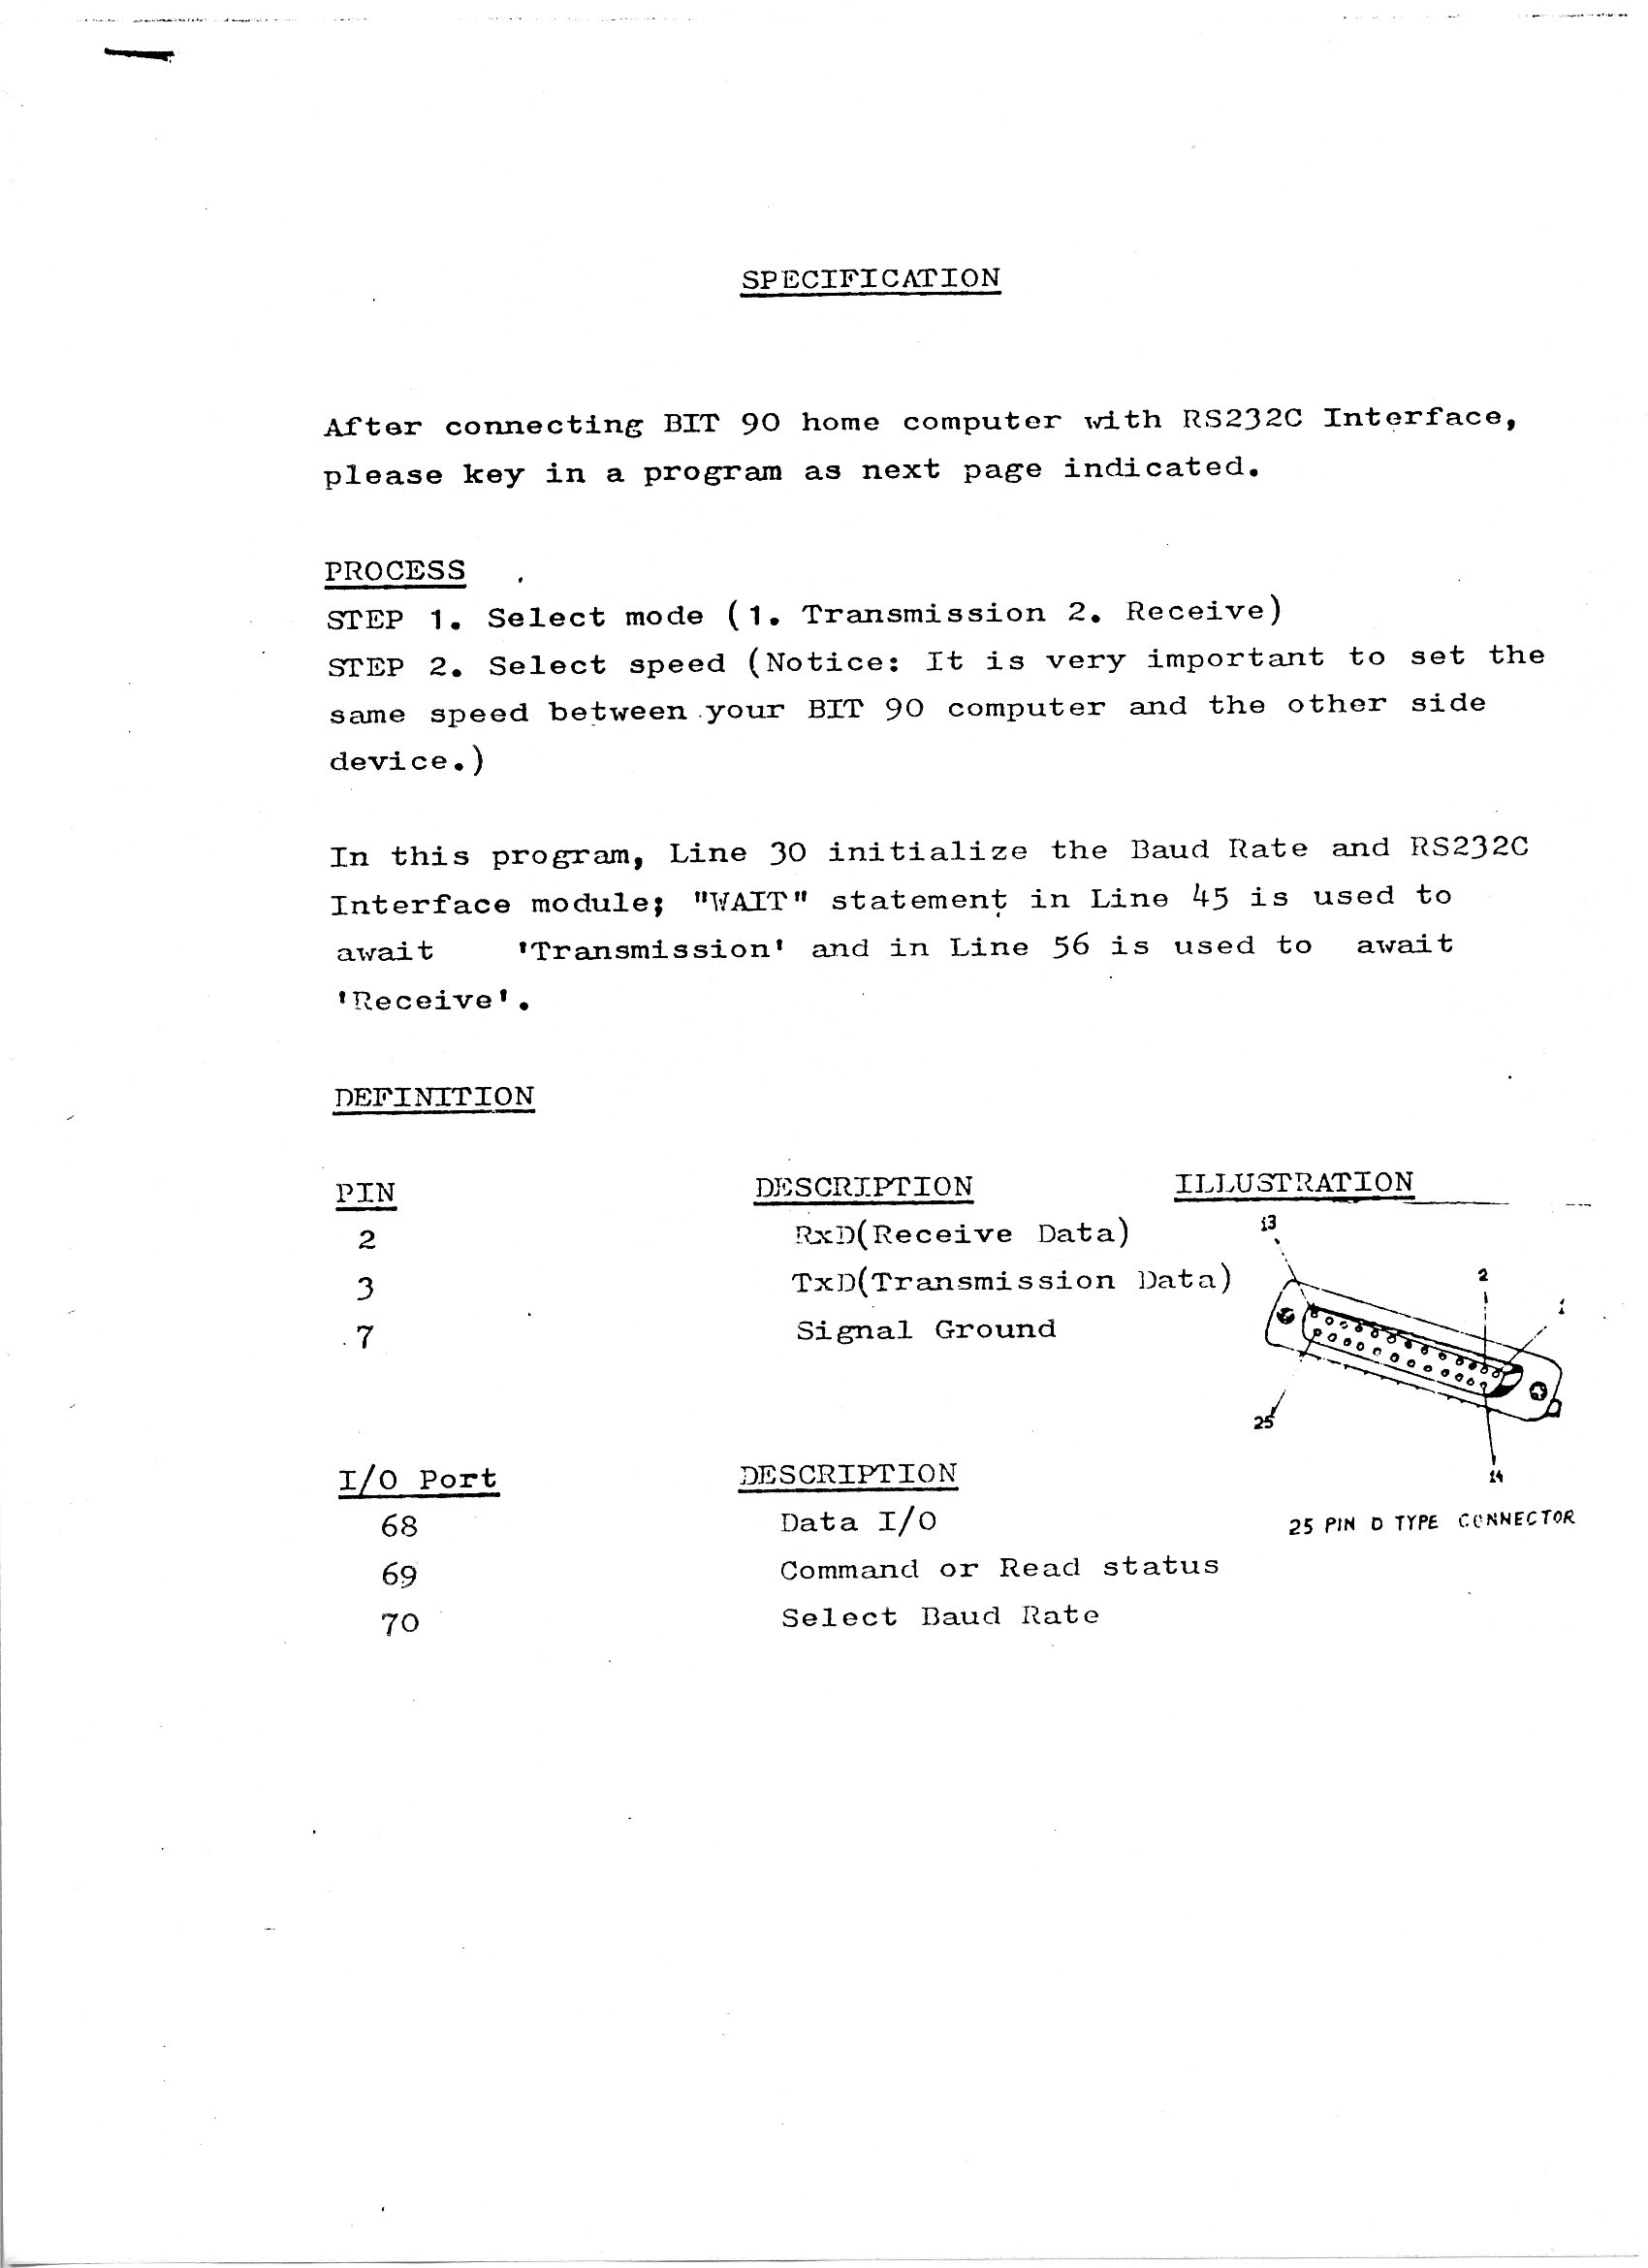 SPECIFICATION
After connecting BIT 90 home computer with RS232C Interface,
please key in a program as next page indicated.
PROCESS
STEP 1. Select mode (1. Transmission 2. Receive)
STEP 2. Select speed (Notice: It is very important to set the
same speed between your BIT 90 computer and the other side
device.)
In this program, Line 30 initialize the Baud Rate and RS232C
Interface module; "WAIT" statement in Line 45 is used to
await 'Transmission' and in Line 56 is used to await
'Receive'.
DEFINITION
PIN DESCRIPTION ILLUSTRATION
2 RxD(Receive Data)
3 TxD(Transmission Data)
7 Signal Ground
13
2
1
25
14
25 PIN D TYPE CONNECTOR
I/O Port DESCRIPTION
68 Data I/O
69 Command or Read status
70 Select Baud Rate